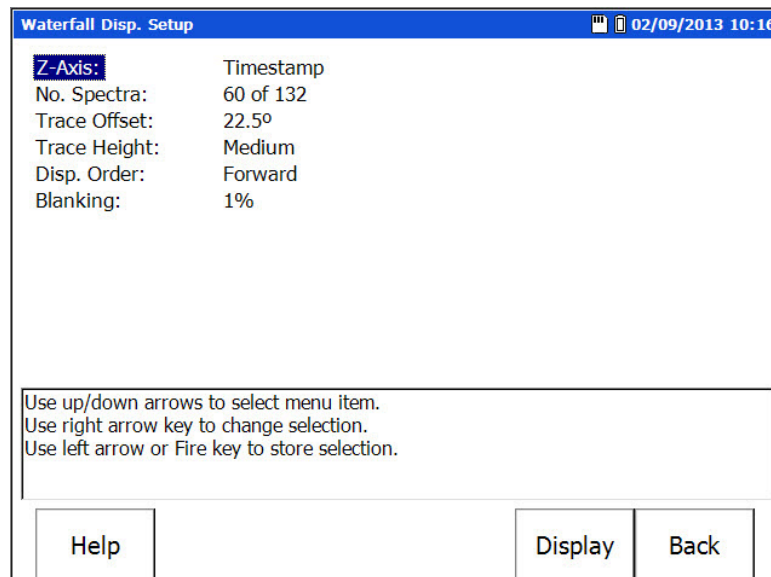 Waterfall Disp. Setup 02/09/2013 10:16
Z-Axis: Timestamp
No. Spectra: 60 of 132
Trace Offset: 22.5º
Trace Height: Medium
Disp. Order: Forward
Blanking: 1%
Use up/down arrows to select menu item.
Use right arrow key to change selection.
Use left arrow or Fire key to store selection.
Help Display Back